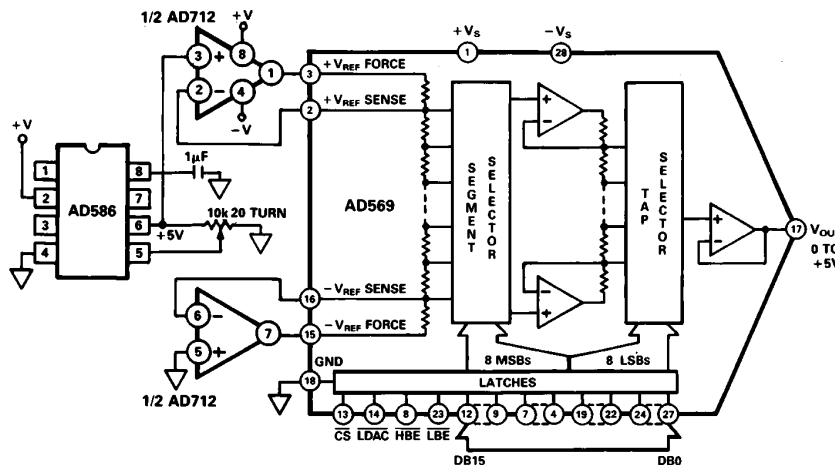 1/2 AD712
+V
3 + 8 1
2 − 4
−V
+V
1 8 1μF
2 7
AD586
3 6 +5V 10k 20 TURN
4 5
6 − 7
5 +
1/2 AD712
+VS
1
−VS
28
3 +VREF FORCE
2 +VREF SENSE
AD569
16 −VREF SENSE
15 −VREF FORCE
GND
18
SEGMENT SELECTOR
+
−
−
+
TAP SELECTOR
+
−
17 VOUT
0 TO
+5V
8 MSBs 8 LSBs
LATCHES
13 14 8 23 12 9 7 4 19 22 24 27
CS LDAC HBE LBE
DB15 DB0